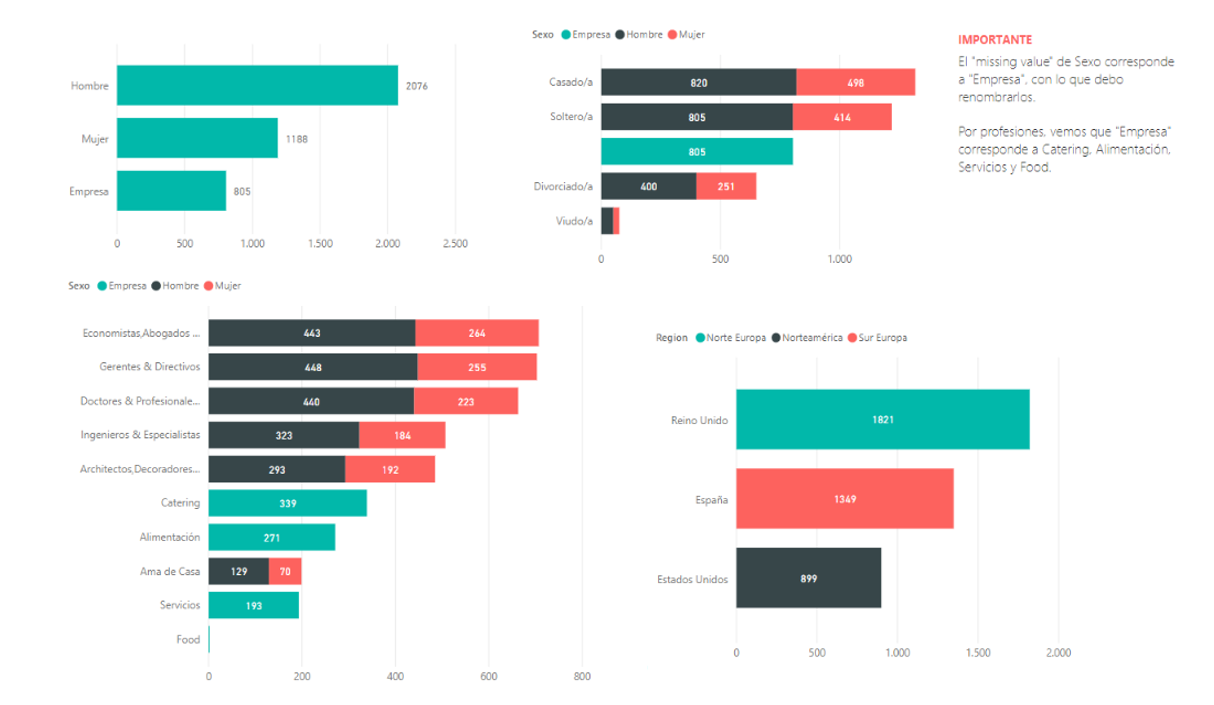 Hombre
2076
Mujer
1188
Empresa
805
0 500 1.000 1.500 2.000 2.500
Sexo Empresa Hombre Mujer
Casado/a
820 498
Soltero/a
805 414
805
Divorciado/a
400 251
Viudo/a
0 500 1.000
IMPORTANTE
El "missing value" de Sexo corresponde
a "Empresa", con lo que debo
renombrarlos.
Por profesiones, vemos que "Empresa"
corresponde a Catering, Alimentación,
Servicios y Food.
Sexo Empresa Hombre Mujer
Economistas,Abogados ...
443 264
Gerentes & Directivos
448 255
Doctores & Profesionale...
440 223
Ingenieros & Especialistas
323 184
Architectos,Decoradores...
293 192
Catering
339
Alimentación
271
Ama de Casa
129 70
Servicios
193
Food
0 200 400 600 800
Region Norte Europa Norteamérica Sur Europa
Reino Unido
1821
España
1349
Estados Unidos
899
0 500 1.000 1.500 2.000